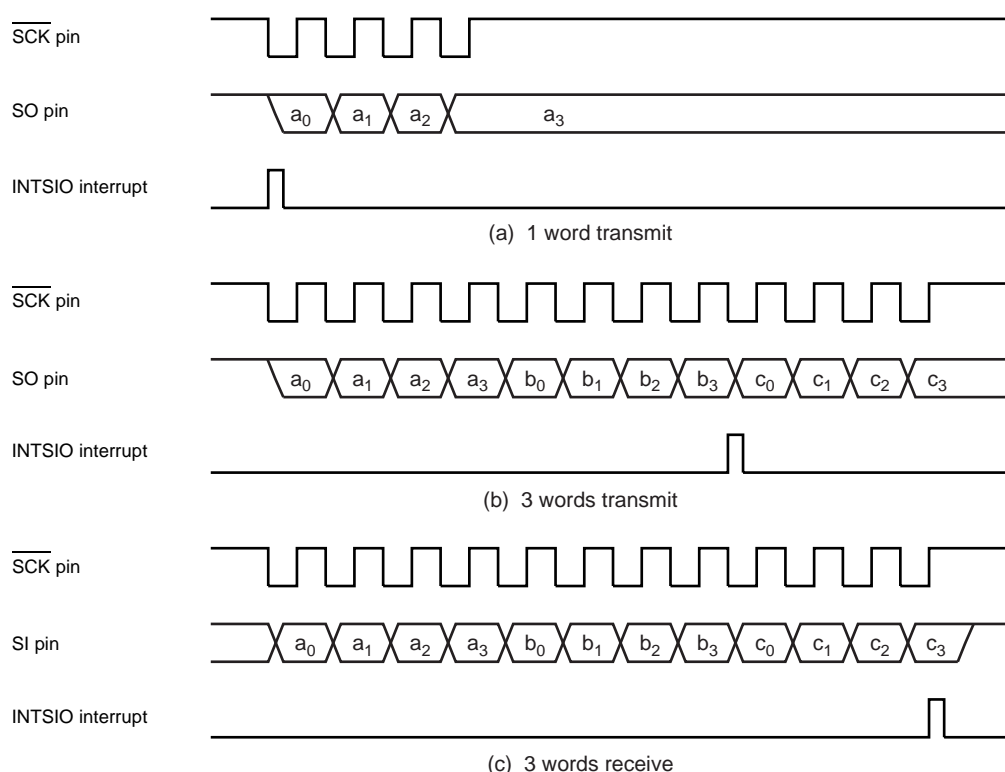 SCK pin
SO pin
a0 a1 a2 a3
INTSIO interrupt
(a) 1 word transmit
SCK pin
SO pin
a0 a1 a2 a3 b0 b1 b2 b3 c0 c1 c2 c3
INTSIO interrupt
(b) 3 words transmit
SCK pin
SI pin
a0 a1 a2 a3 b0 b1 b2 b3 c0 c1 c2 c3
INTSIO interrupt
(c) 3 words receive